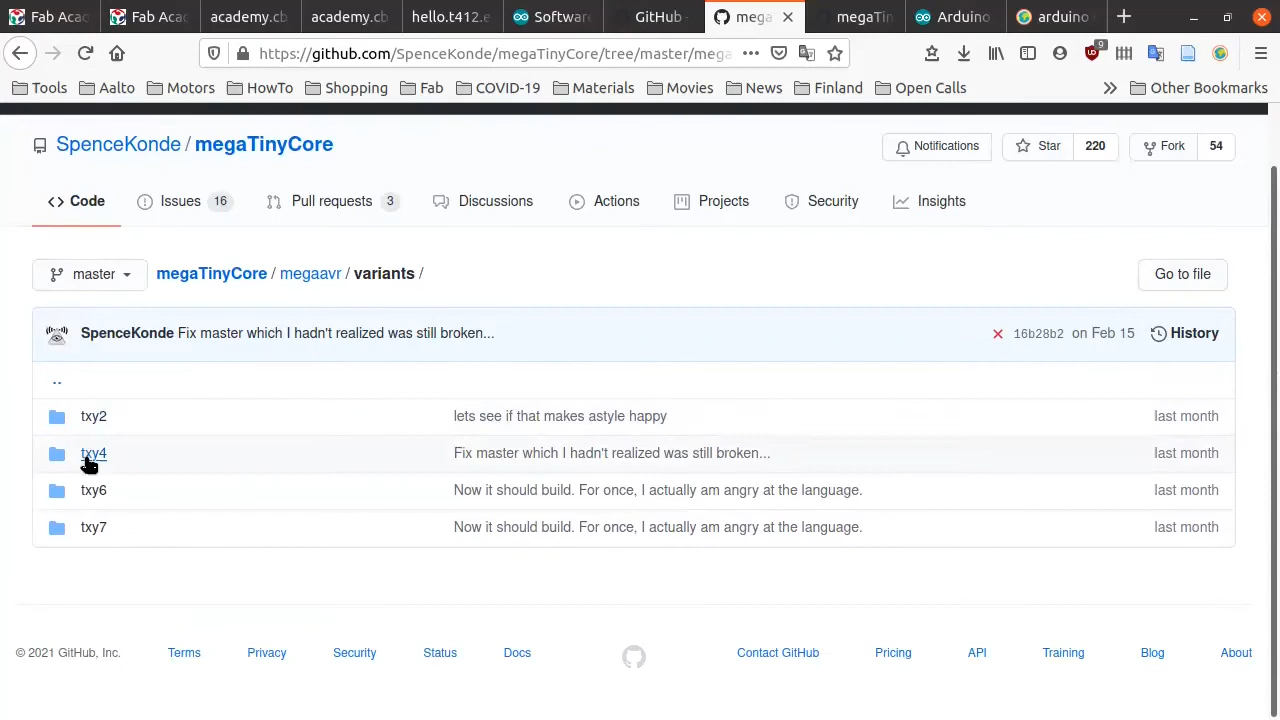 Fab Aca
Fab Aca
academy.cb
academy.cb
hello.t412.e
Software
GitHub -
mega
megaTin
Arduino
arduino
https://github.com/SpenceKonde/megaTinyCore/tree/master/mega
9
Tools Aalto Motors HowTo Shopping Fab COVID-19 Materials Movies News Finland Open Calls Other Bookmarks
SpenceKonde / megaTinyCore
Notifications Star 220 Fork 54
Code Issues 16 Pull requests 3 Discussions Actions Projects Security Insights
master megaTinyCore / megaavr / variants / Go to file
SpenceKonde Fix master which I hadn't realized was still broken... 16b28b2 on Feb 15 History
..
txy2 lets see if that makes astyle happy last month
txy4 Fix master which I hadn't realized was still broken... last month
txy6 Now it should build. For once, I actually am angry at the language. last month
txy7 Now it should build. For once, I actually am angry at the language. last month
© 2021 GitHub, Inc. Terms Privacy Security Status Docs Contact GitHub Pricing API Training Blog About